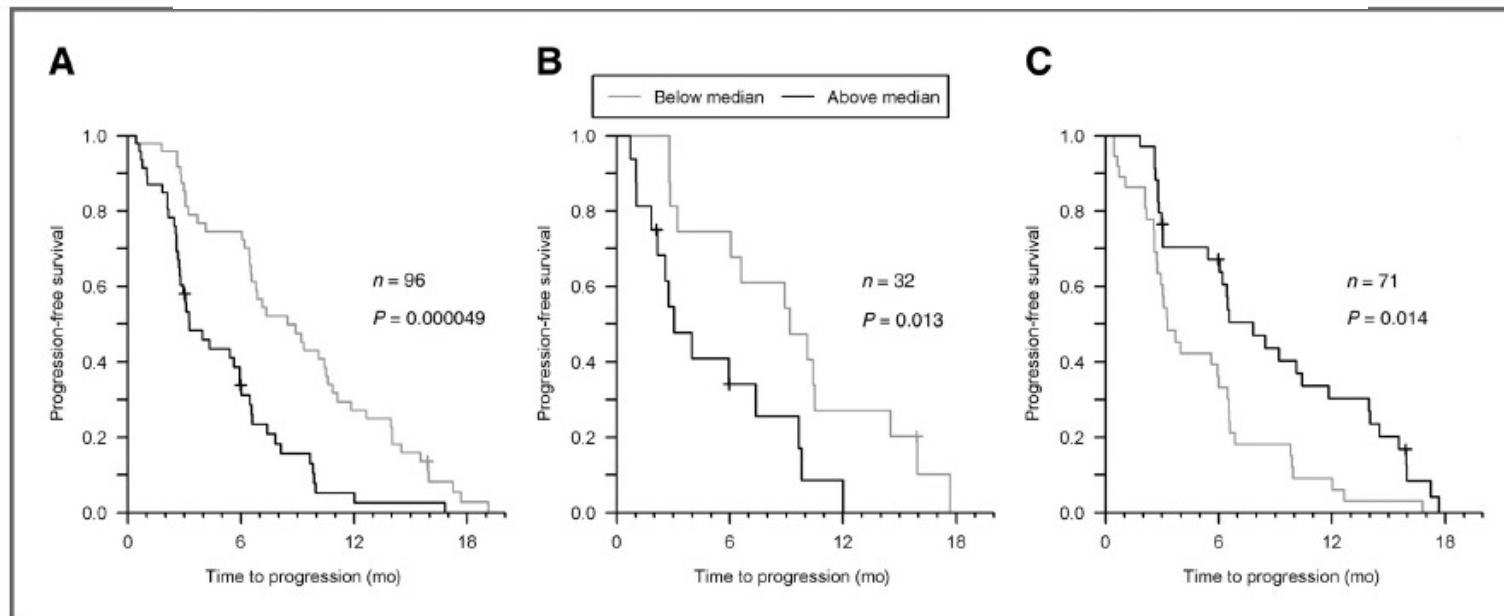 A
B
C
Below median
Above median
1.0
0.8
0.6
0.4
0.2
0.0
Progression-free survival
n = 96
P = 0.000049
0
6
12
18
Time to progression (mo)
1.0
0.8
0.6
0.4
0.2
0.0
Progression-free survival
n = 32
P = 0.013
0
6
12
18
Time to progression (mo)
1.0
0.8
0.6
0.4
0.2
0.0
Progression-free survival
n = 71
P = 0.014
0
6
12
18
Time to progression (mo)